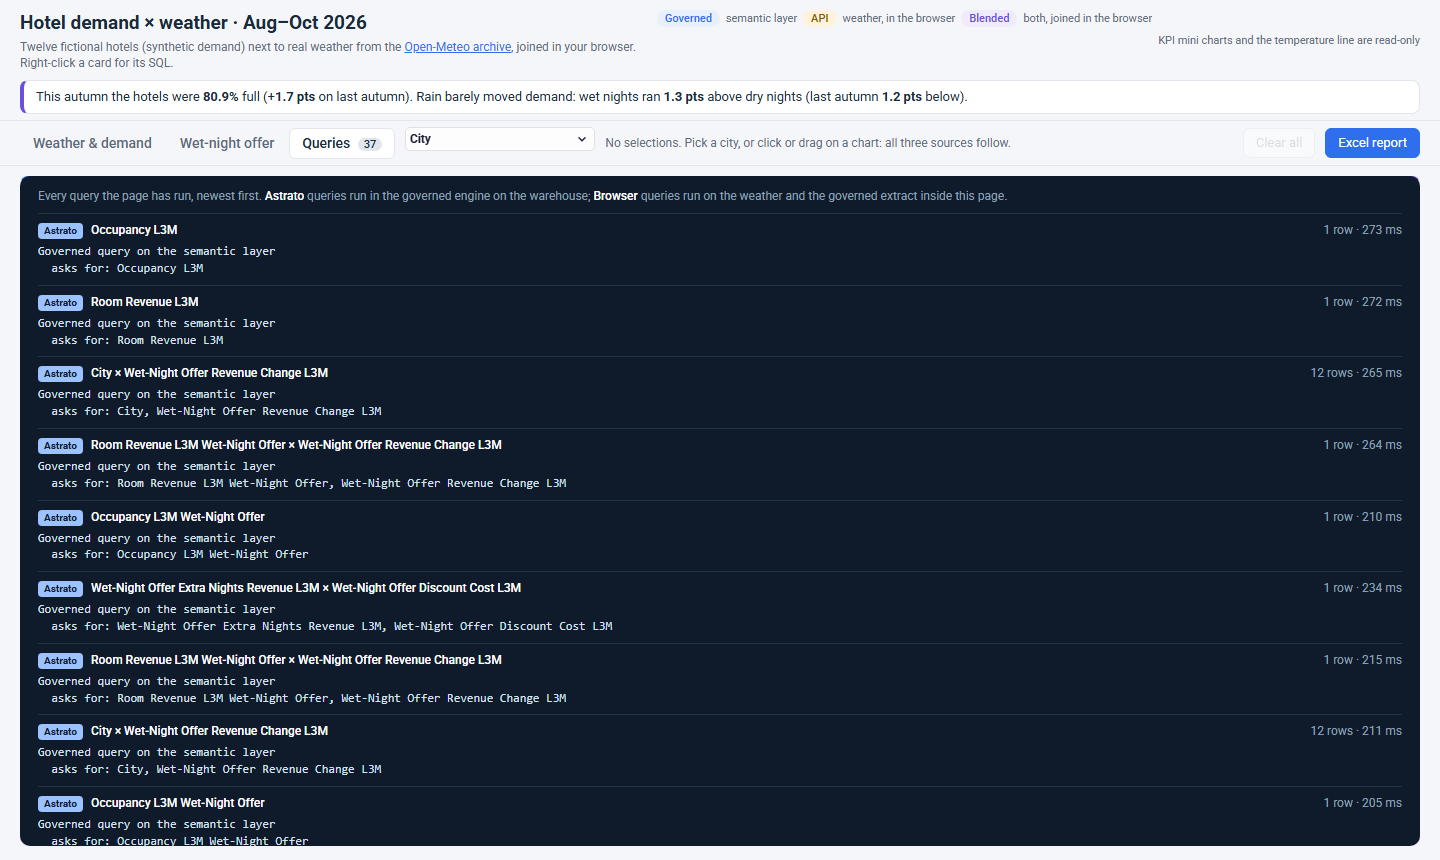 Hotel demand × weather · Aug–Oct 2026
Governed semantic layer API weather, in the browser Blended both, joined in the browser
Twelve fictional hotels (synthetic demand) next to real weather from the Open-Meteo archive, joined in your browser.
Right-click a card for its SQL.
KPI mini charts and the temperature line are read-only
This autumn the hotels were 80.9% full (+1.7 pts on last autumn). Rain barely moved demand: wet nights ran 1.3 pts above dry nights (last autumn 1.2 pts below).
Weather & demand Wet-night offer Queries 37 City No selections. Pick a city, or click or drag on a chart: all three sources follow. Clear all Excel report
Every query the page has run, newest first. Astrato queries run in the governed engine on the warehouse; Browser queries run on the weather and the governed extract inside this page.
Astrato Occupancy L3M 1 row · 273 ms
Governed query on the semantic layer
asks for: Occupancy L3M
Astrato Room Revenue L3M 1 row · 272 ms
Governed query on the semantic layer
asks for: Room Revenue L3M
Astrato City × Wet-Night Offer Revenue Change L3M 12 rows · 265 ms
Governed query on the semantic layer
asks for: City, Wet-Night Offer Revenue Change L3M
Astrato Room Revenue L3M Wet-Night Offer × Wet-Night Offer Revenue Change L3M 1 row · 264 ms
Governed query on the semantic layer
asks for: Room Revenue L3M Wet-Night Offer, Wet-Night Offer Revenue Change L3M
Astrato Occupancy L3M Wet-Night Offer 1 row · 210 ms
Governed query on the semantic layer
asks for: Occupancy L3M Wet-Night Offer
Astrato Wet-Night Offer Extra Nights Revenue L3M × Wet-Night Offer Discount Cost L3M 1 row · 234 ms
Governed query on the semantic layer
asks for: Wet-Night Offer Extra Nights Revenue L3M, Wet-Night Offer Discount Cost L3M
Astrato Room Revenue L3M Wet-Night Offer × Wet-Night Offer Revenue Change L3M 1 row · 215 ms
Governed query on the semantic layer
asks for: Room Revenue L3M Wet-Night Offer, Wet-Night Offer Revenue Change L3M
Astrato City × Wet-Night Offer Revenue Change L3M 12 rows · 211 ms
Governed query on the semantic layer
asks for: City, Wet-Night Offer Revenue Change L3M
Astrato Occupancy L3M Wet-Night Offer 1 row · 205 ms
Governed query on the semantic layer
asks for: Occupancy L3M Wet-Night Offer